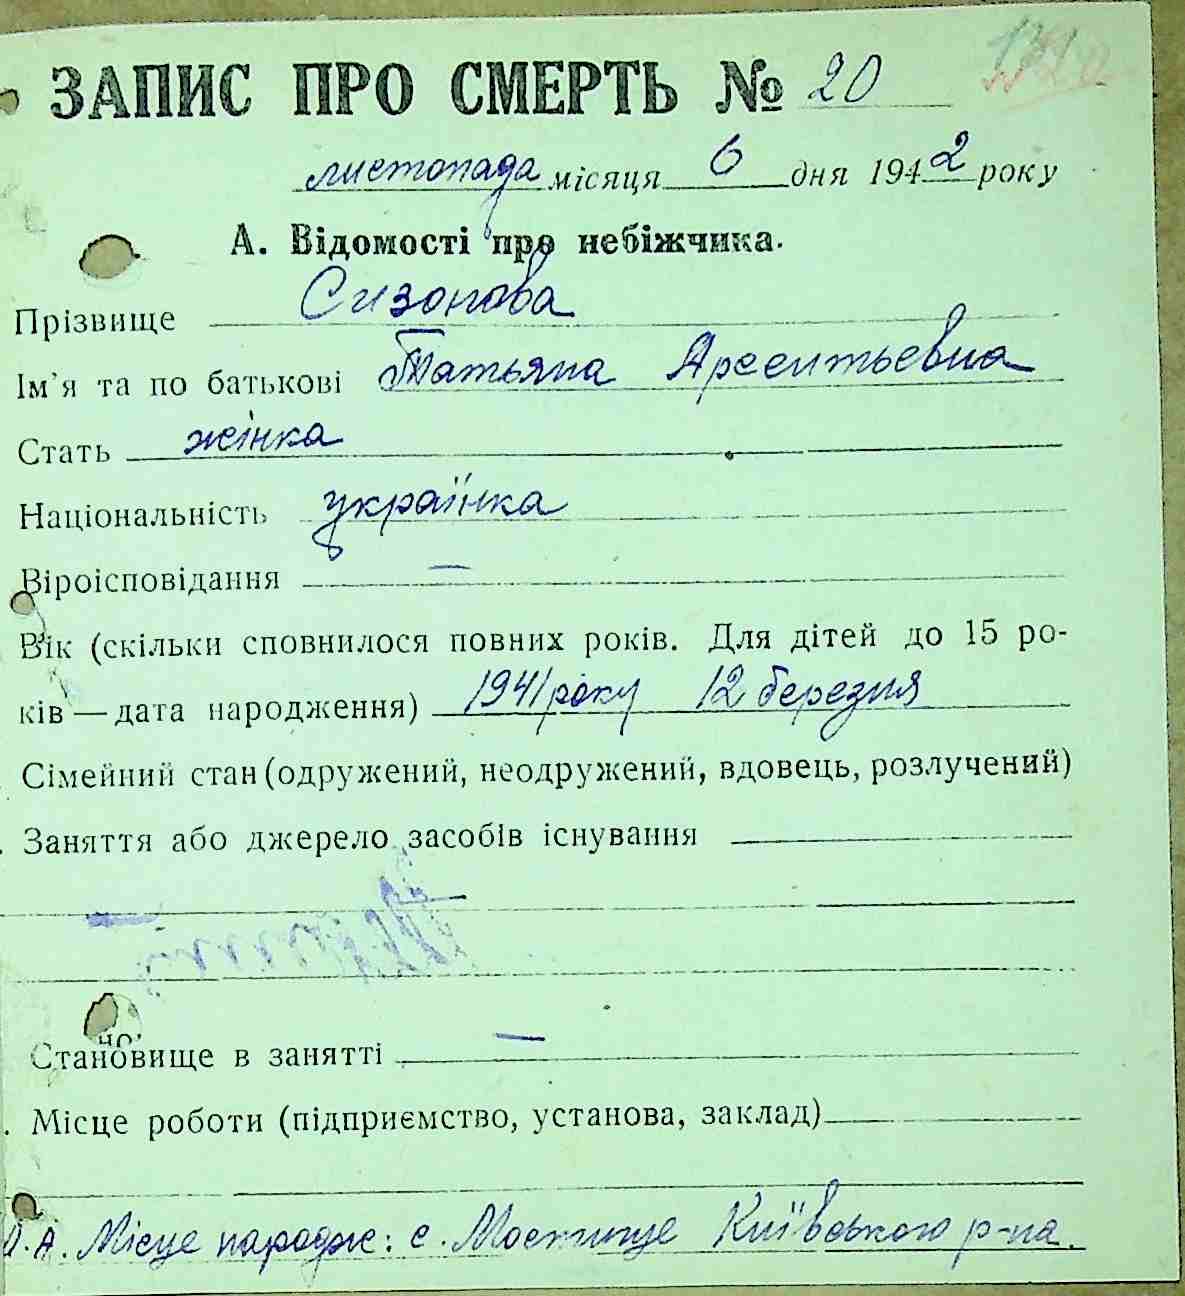 ЗАПИС ПРО СМЕРТЬ № 20
листопада місяця 6 дня 1942 року
А. Відомості про небіжчика.
Прізвище Сизонова
Ім'я та по батькові Татьяна Арсентьевна
Стать жінка
Національність українка
Віроісповідання —
Вік (скільки сповнилося повних років. Для дітей до 15 ро-
ків — дата народження) 1941 року 12 березня
Сімейний стан (одружений, неодружений, вдовець, розлучений)
Заняття або джерело засобів існування
—
Становище в занятті —
Місце роботи (підприємство, установа, заклад)
А. Місце народж: с. Мостище Київського р-на.